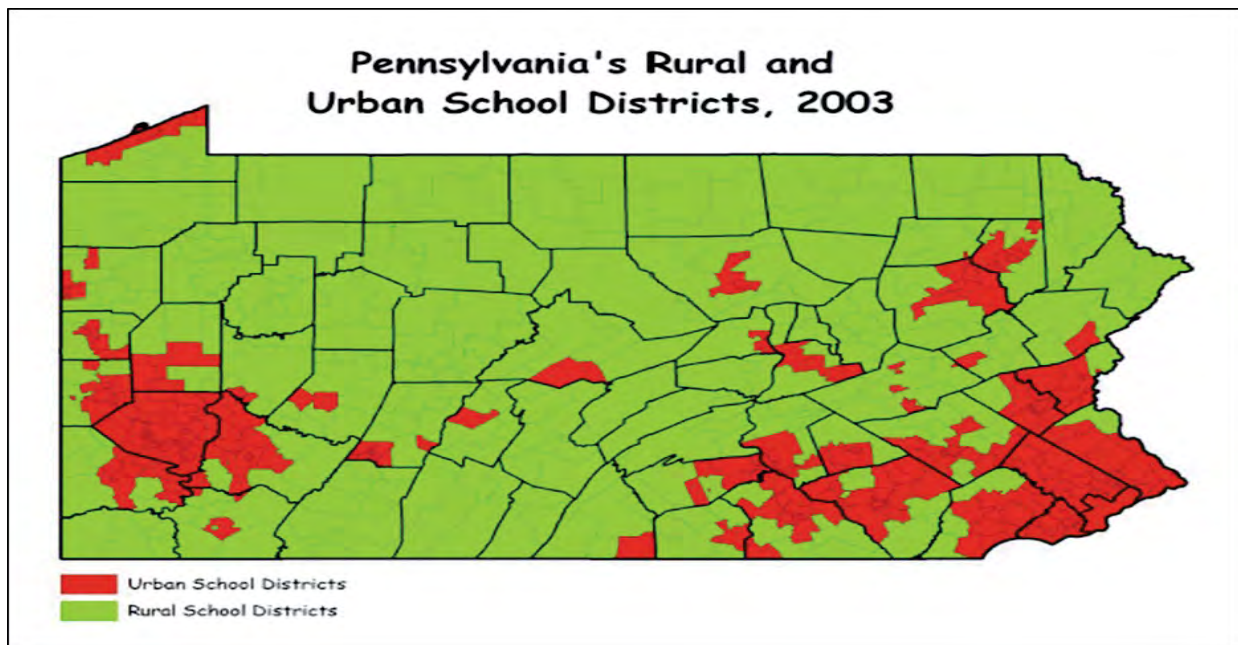 Pennsylvania's Rural and
Urban School Districts, 2003
Urban School Districts
Rural School Districts